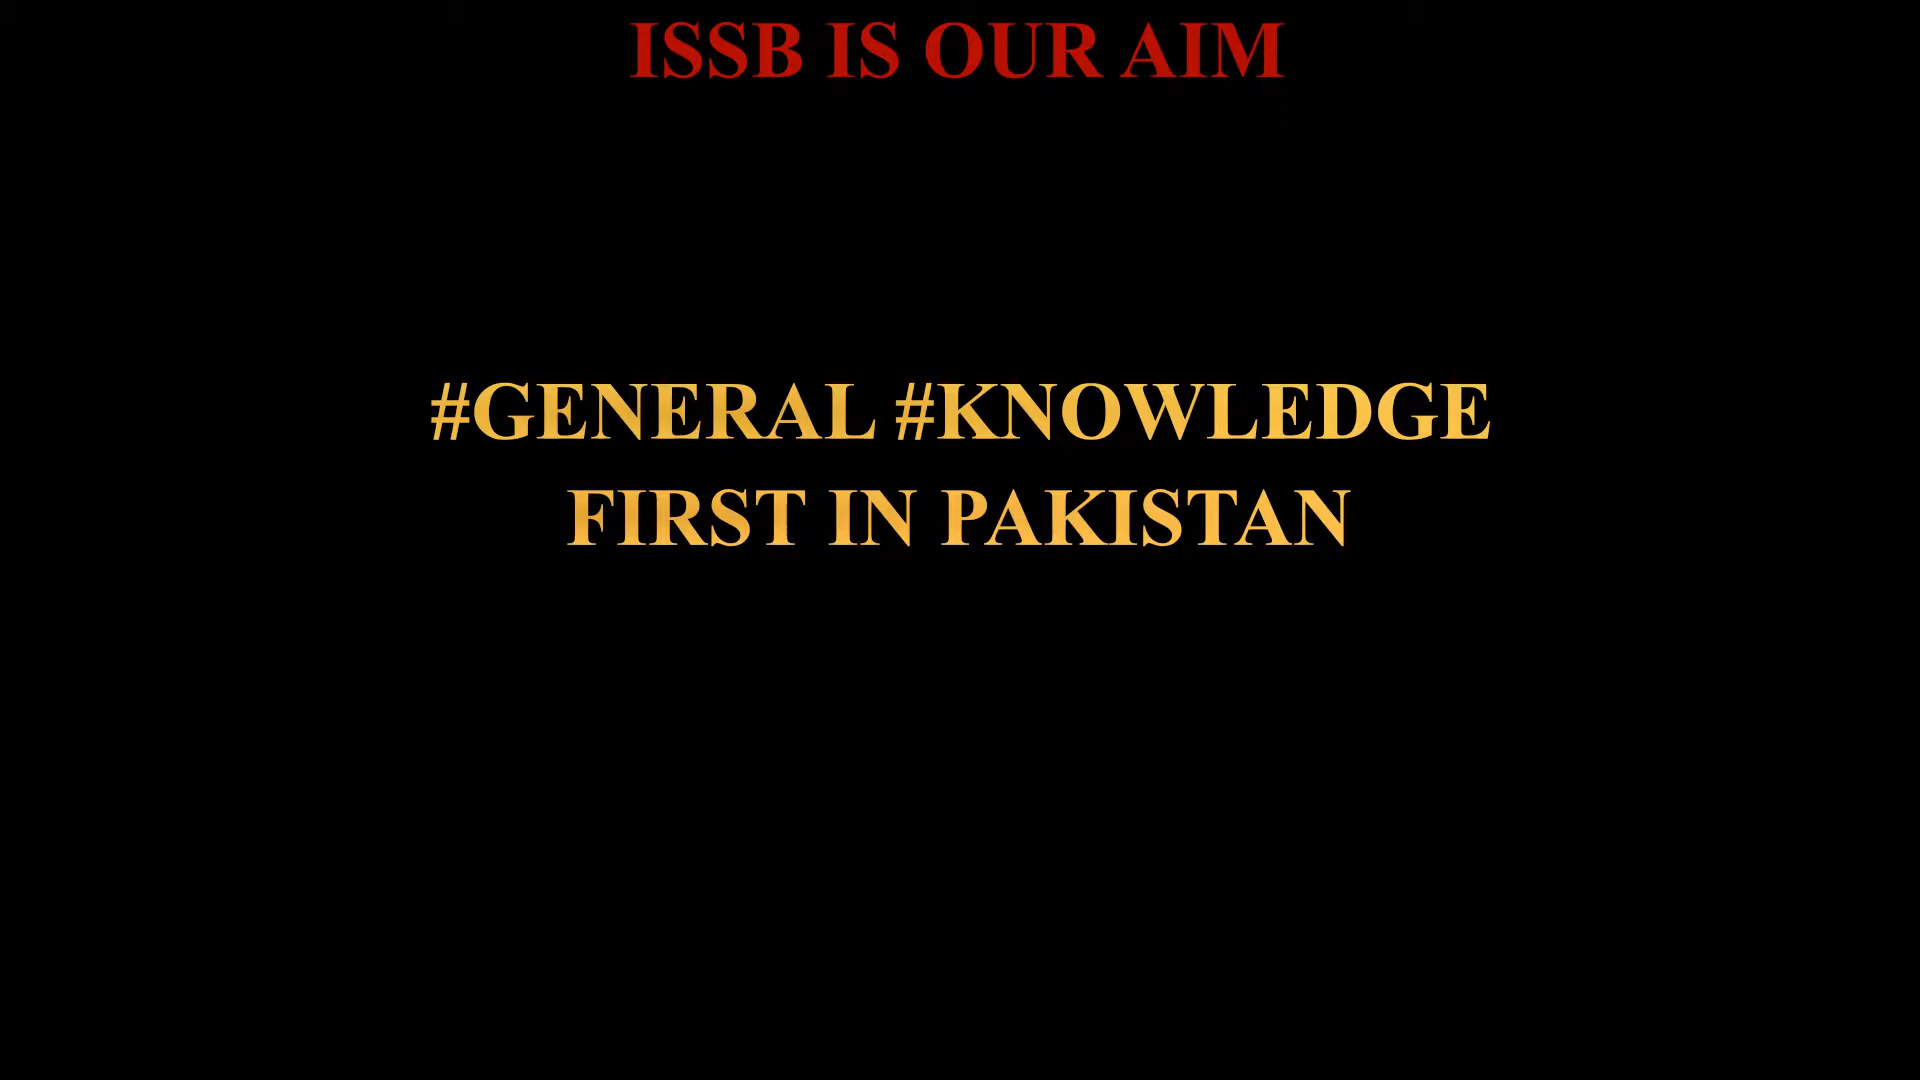 ISSB IS OUR AIM
#GENERAL #KNOWLEDGE
FIRST IN PAKISTAN